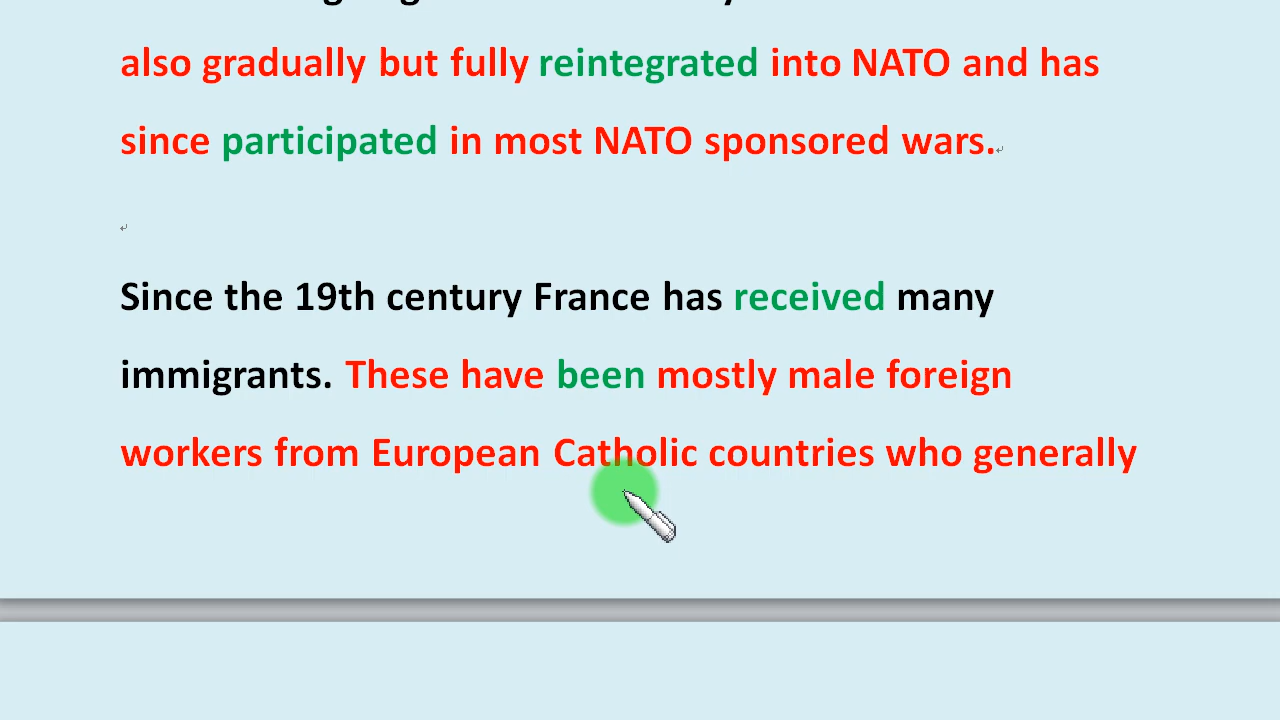 also gradually but fully reintegrated into NATO and has
since participated in most NATO sponsored wars.
Since the 19th century France has received many
immigrants. These have been mostly male foreign
workers from European Catholic countries who generally